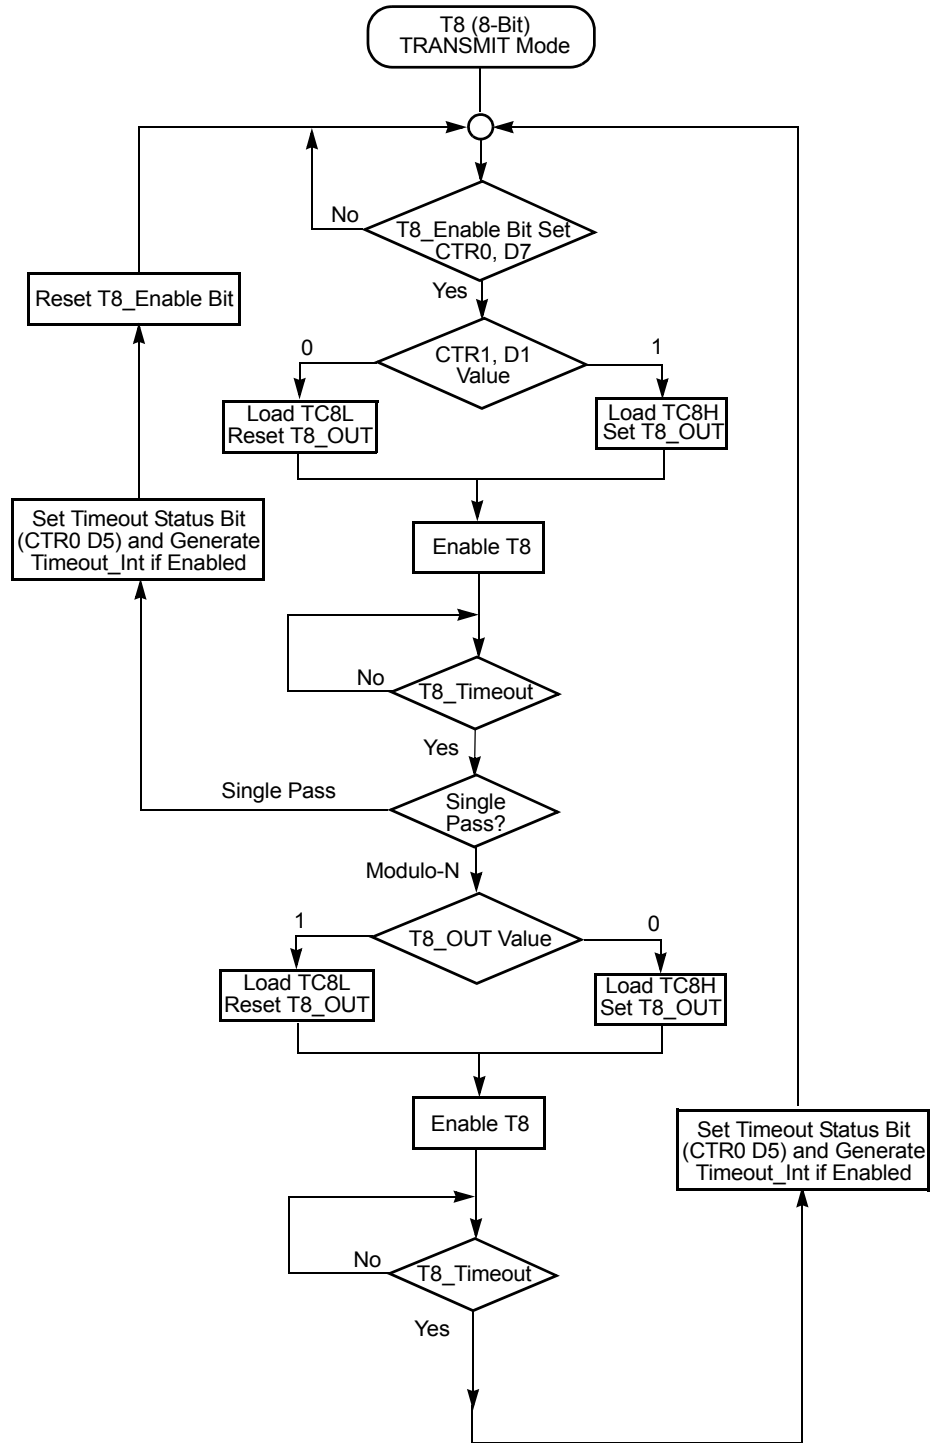 T8 (8-Bit)
TRANSMIT Mode
No
T8_Enable Bit Set
CTR0, D7
Yes
Reset T8_Enable Bit
0
CTR1, D1
Value
1
Load TC8L
Reset T8_OUT
Load TC8H
Set T8_OUT
Set Timeout Status Bit
(CTR0 D5) and Generate
Timeout_Int if Enabled
Enable T8
No
T8_Timeout
Yes
Single Pass
Single
Pass?
Modulo-N
1
T8_OUT Value
0
Load TC8L
Reset T8_OUT
Load TC8H
Set T8_OUT
Enable T8
Set Timeout Status Bit
(CTR0 D5) and Generate
Timeout_Int if Enabled
No
T8_Timeout
Yes